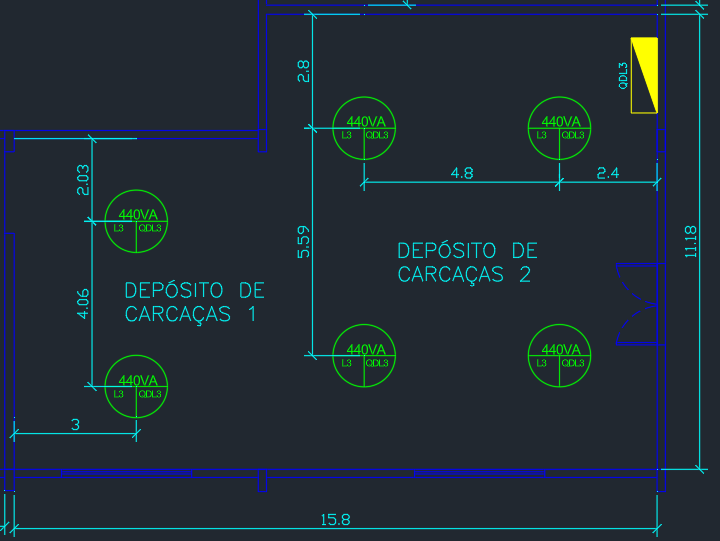 2.8
QDL3
440VA
L3 QDL3
440VA
L3 QDL3
4.8
2.4
2.03
440VA
L3 QDL3
5.59
11.18
DEPÓSITO DE
CARCAÇAS 2
DEPÓSITO DE
CARCAÇAS 1
4.06
440VA
L3 QDL3
440VA
L3 QDL3
440VA
L3 QDL3
3
15.8